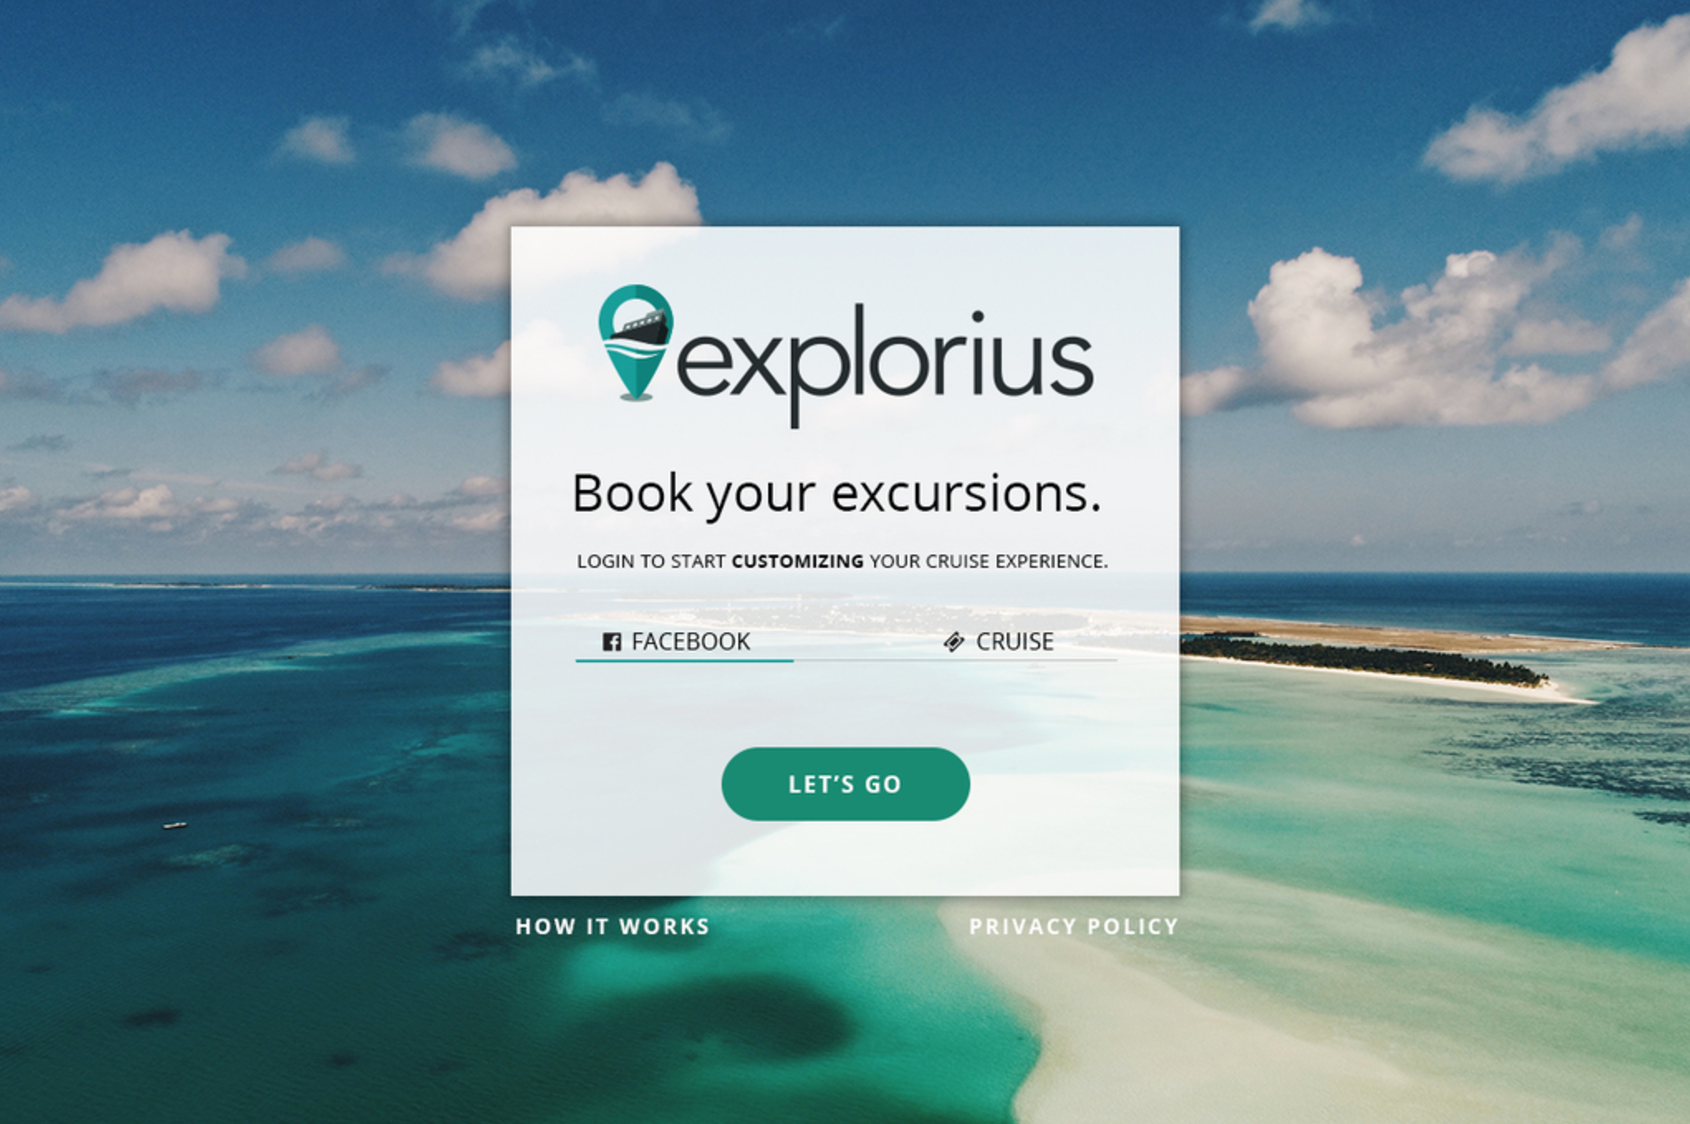 explorius
Book your excursions.
LOGIN TO START CUSTOMIZING YOUR CRUISE EXPERIENCE.
FACEBOOK
CRUISE
LET’S GO
HOW IT WORKS
PRIVACY POLICY